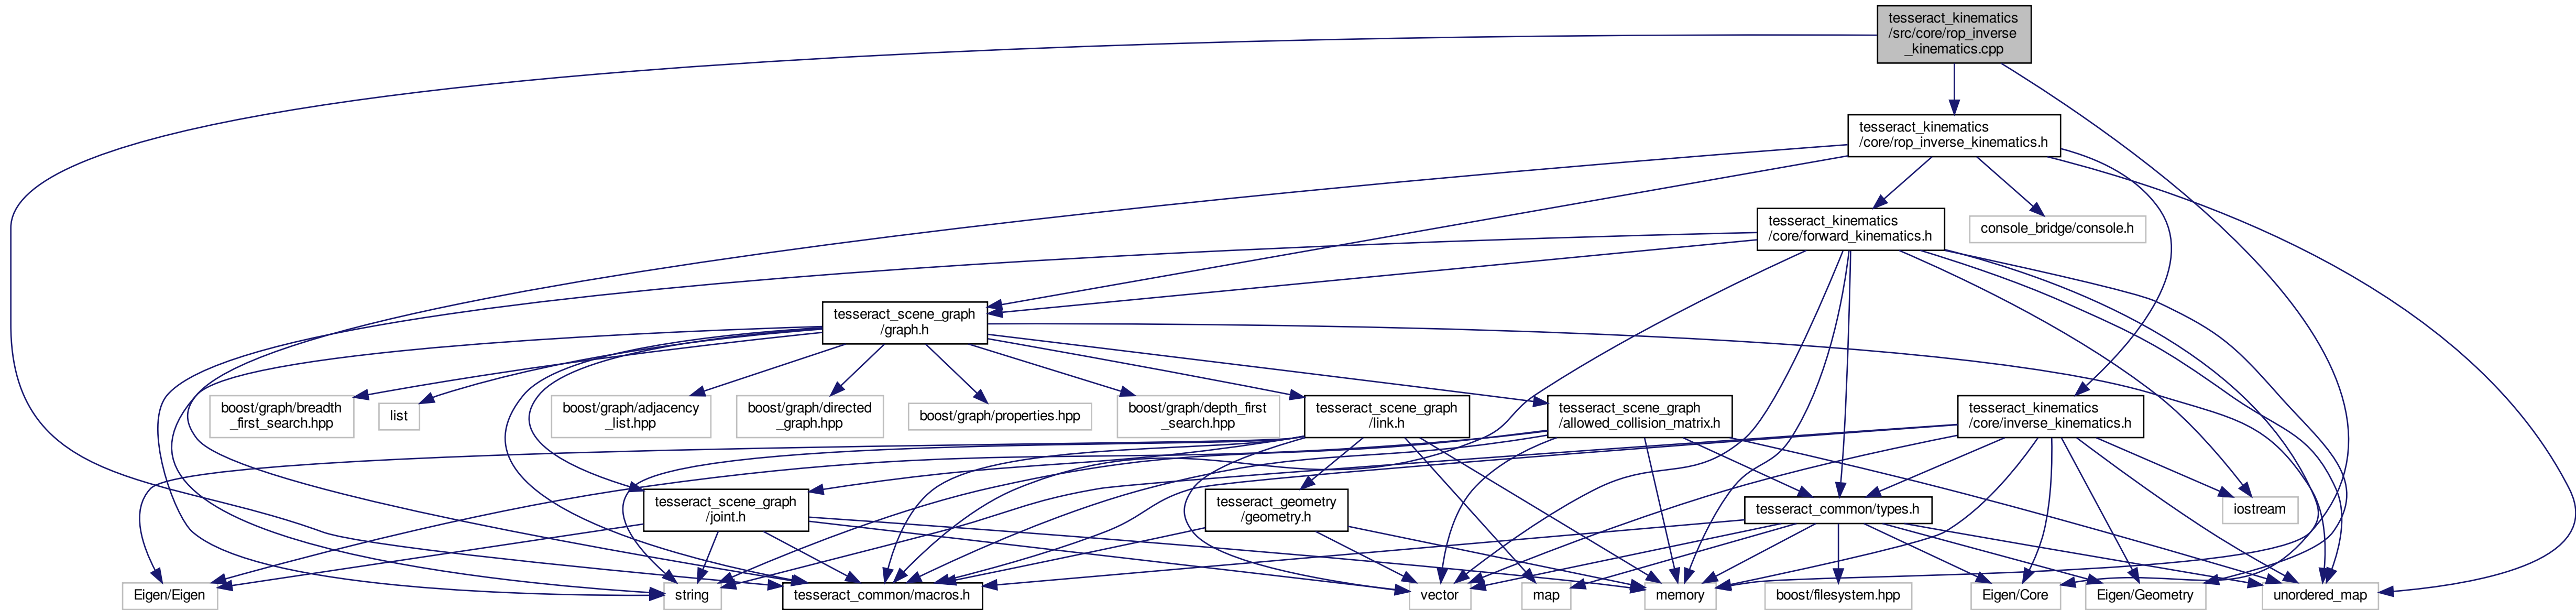 tesseract_kinematics
/src/core/rop_inverse
_kinematics.cpp
tesseract_kinematics
/core/rop_inverse_kinematics.h
tesseract_kinematics
/core/forward_kinematics.h
console_bridge/console.h
tesseract_scene_graph
/graph.h
boost/graph/breadth
_first_search.hpp
list
boost/graph/adjacency
_list.hpp
boost/graph/directed
_graph.hpp
boost/graph/properties.hpp
boost/graph/depth_first
_search.hpp
tesseract_scene_graph
/link.h
tesseract_scene_graph
/allowed_collision_matrix.h
tesseract_kinematics
/core/inverse_kinematics.h
tesseract_scene_graph
/joint.h
tesseract_geometry
/geometry.h
tesseract_common/types.h
iostream
Eigen/Eigen
string
tesseract_common/macros.h
vector
map
memory
boost/filesystem.hpp
Eigen/Core
Eigen/Geometry
unordered_map